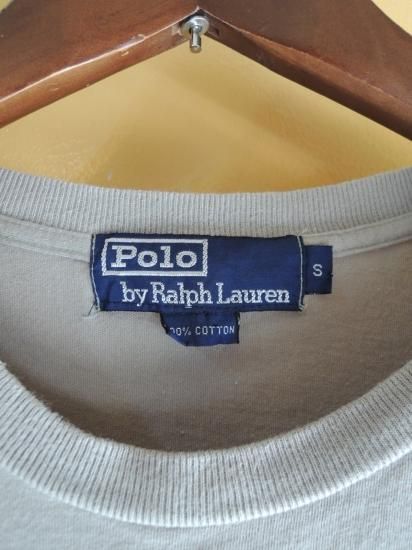 Polo
by Ralph Lauren
S
00% COTTON